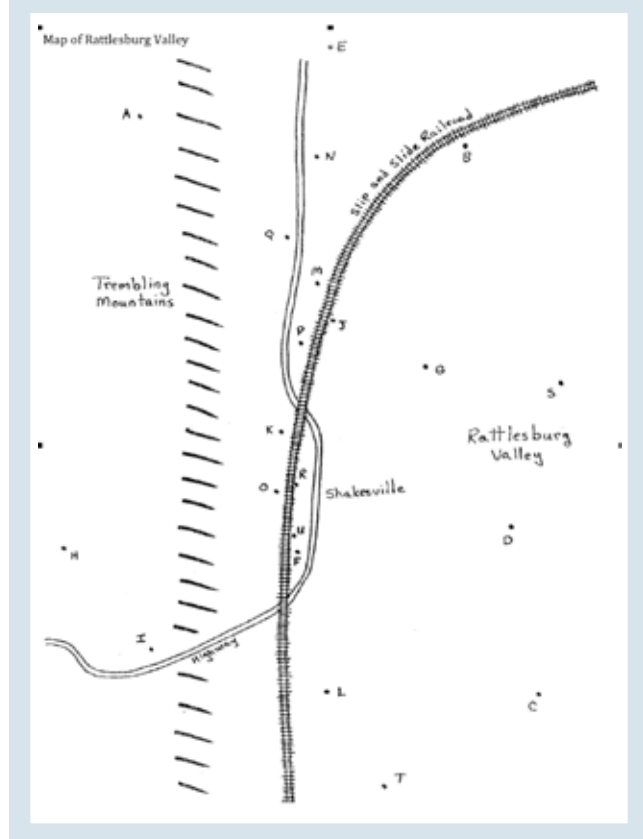 Map of Rattlesburg Valley
E
A
Slip and Slide Railroad
N
B
Q
M
Trembling
Mountains
J
P
G
S
K
Rattlesburg
Valley
R
O
Shakesville
U
D
F
H
I
Highway
L
C
T